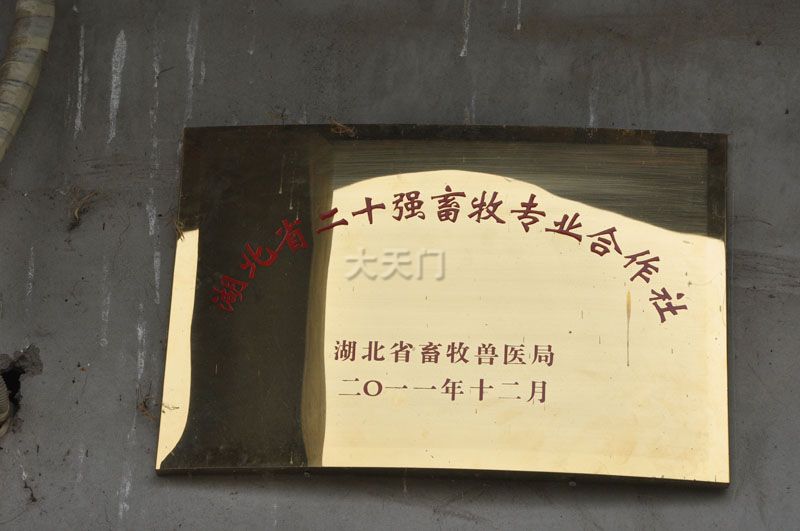 湖北省二十强畜牧专业合作社
大天门
湖北省畜牧兽医局
二〇一一年十二月